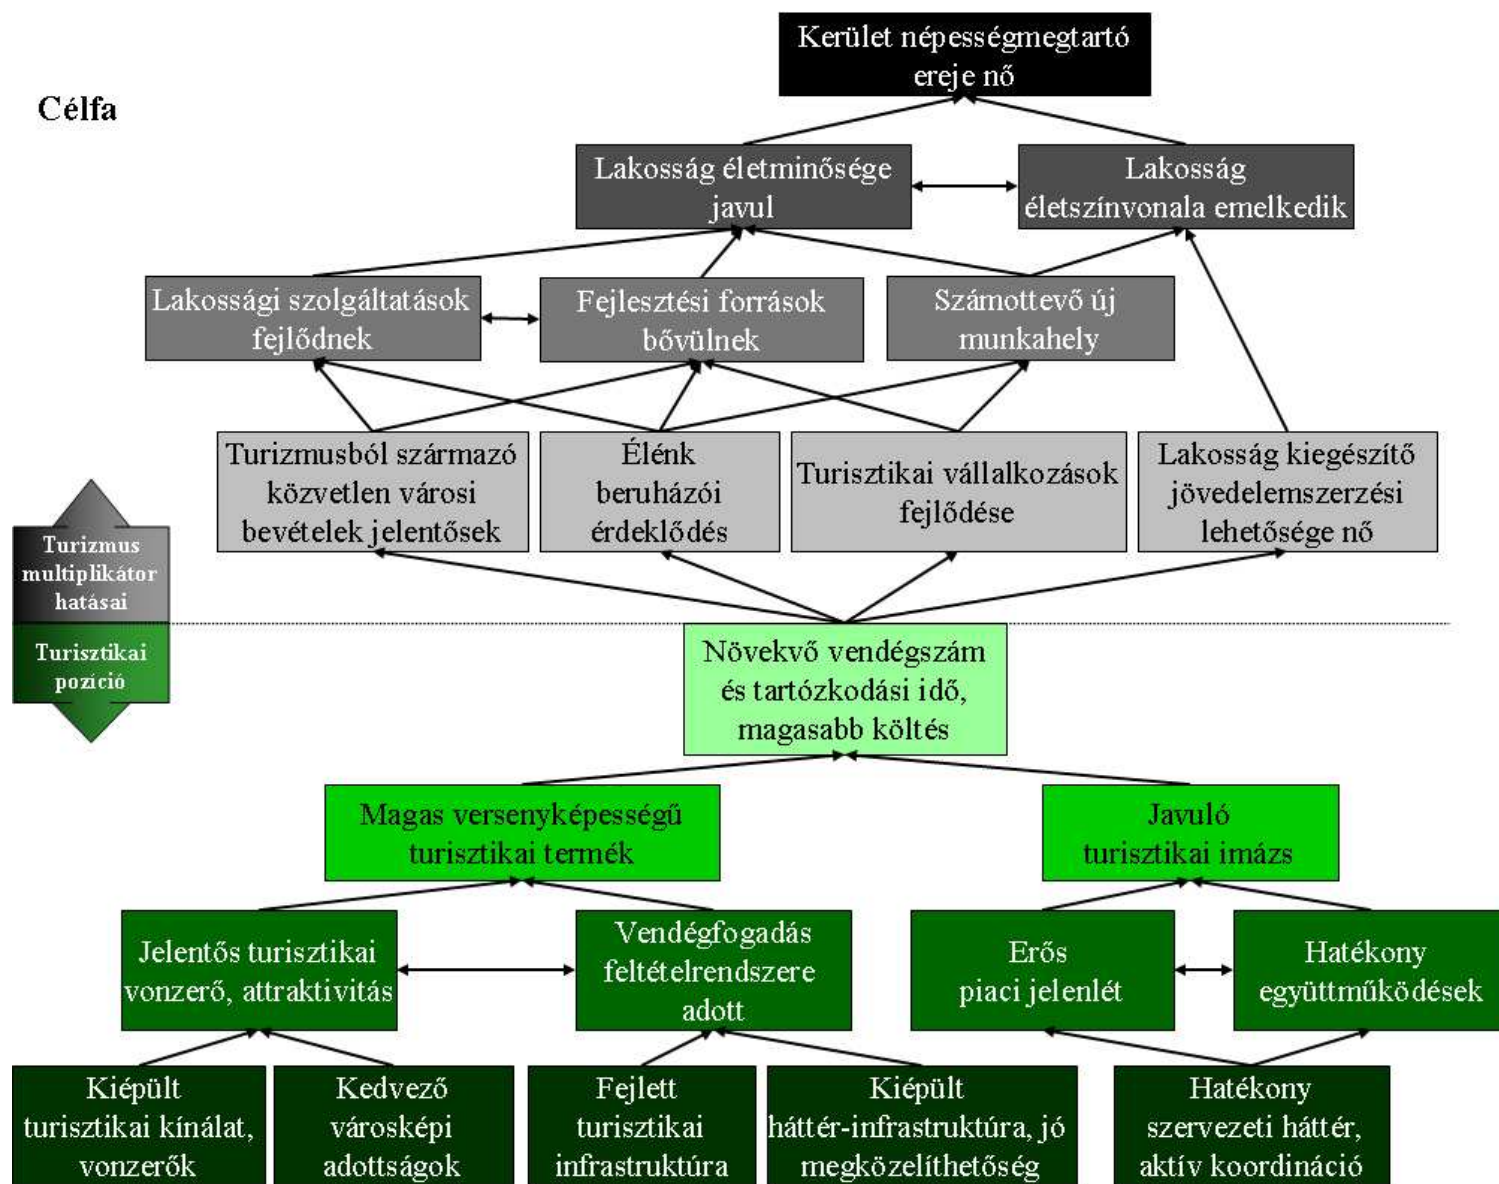 Célfa
Kerület népességmegtartó
ereje nő
Lakosság életminősége
javul
Lakosság
életszínvonala emelkedik
Lakossági szolgáltatások
fejlődnek
Fejlesztési források
bővülnek
Számottevő új
munkahely
Turizmusból származó
közvetlen városi
bevételek jelentősek
Élénk
beruházói
érdeklődés
Turisztikai vállalkozások
fejlődése
Lakosság kiegészítő
jövedelemszerzési
lehetősége nő
Turizmus
multiplikátor
hatásai
Turisztikai
pozíció
Növekvő vendégszám
és tartózkodási idő,
magasabb költés
Magas versenyképességű
turisztikai termék
Javuló
turisztikai imázs
Jelentős turisztikai
vonzerő, attraktivitás
Vendégfogadás
feltételrendszere
adott
Erős
piaci jelenlét
Hatékony
együttműködések
Kiépült
turisztikai kínálat,
vonzerők
Kedvező
városképi
adottságok
Fejlett
turisztikai
infrastruktúra
Kiépült
háttér-infrastruktúra, jó
megközelíthetőség
Hatékony
szervezeti háttér,
aktív koordináció